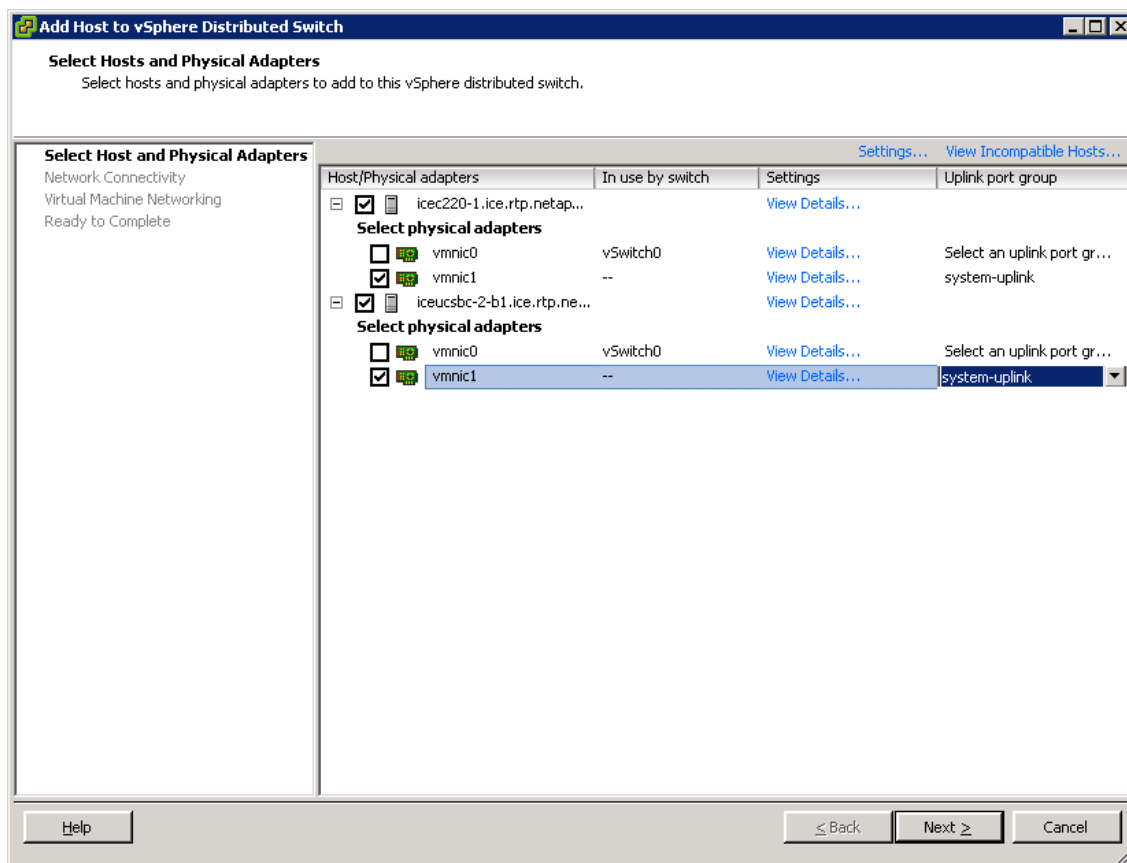 Add Host to vSphere Distributed Switch
Select Hosts and Physical Adapters
Select hosts and physical adapters to add to this vSphere distributed switch.
Select Host and Physical Adapters
Network Connectivity
Virtual Machine Networking
Ready to Complete
Settings... View Incompatible Hosts...
Host/Physical adapters In use by switch Settings Uplink port group
icec220-1.ice.rtp.netap... View Details...
Select physical adapters
vmnic0 vSwitch0 View Details... Select an uplink port gr...
vmnic1 -- View Details... system-uplink
iceucsbc-2-b1.ice.rtp.ne... View Details...
Select physical adapters
vmnic0 vSwitch0 View Details... Select an uplink port gr...
vmnic1 -- View Details... system-uplink
Help < Back Next > Cancel